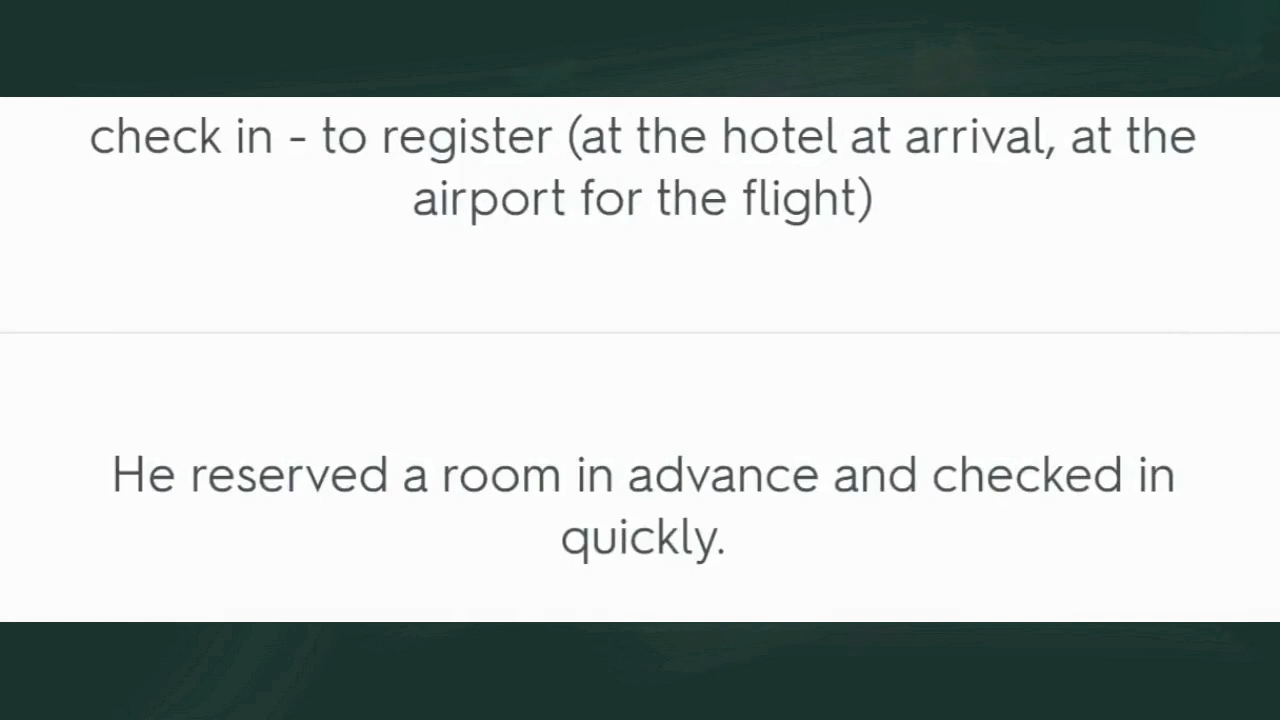 check in - to register (at the hotel at arrival, at the
airport for the flight)
He reserved a room in advance and checked in
quickly.